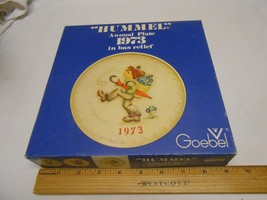 "HUMMEL"
Annual Plate
1973
in bas relief
1973
Goebel
"HUMMEL"
WESTCOTT